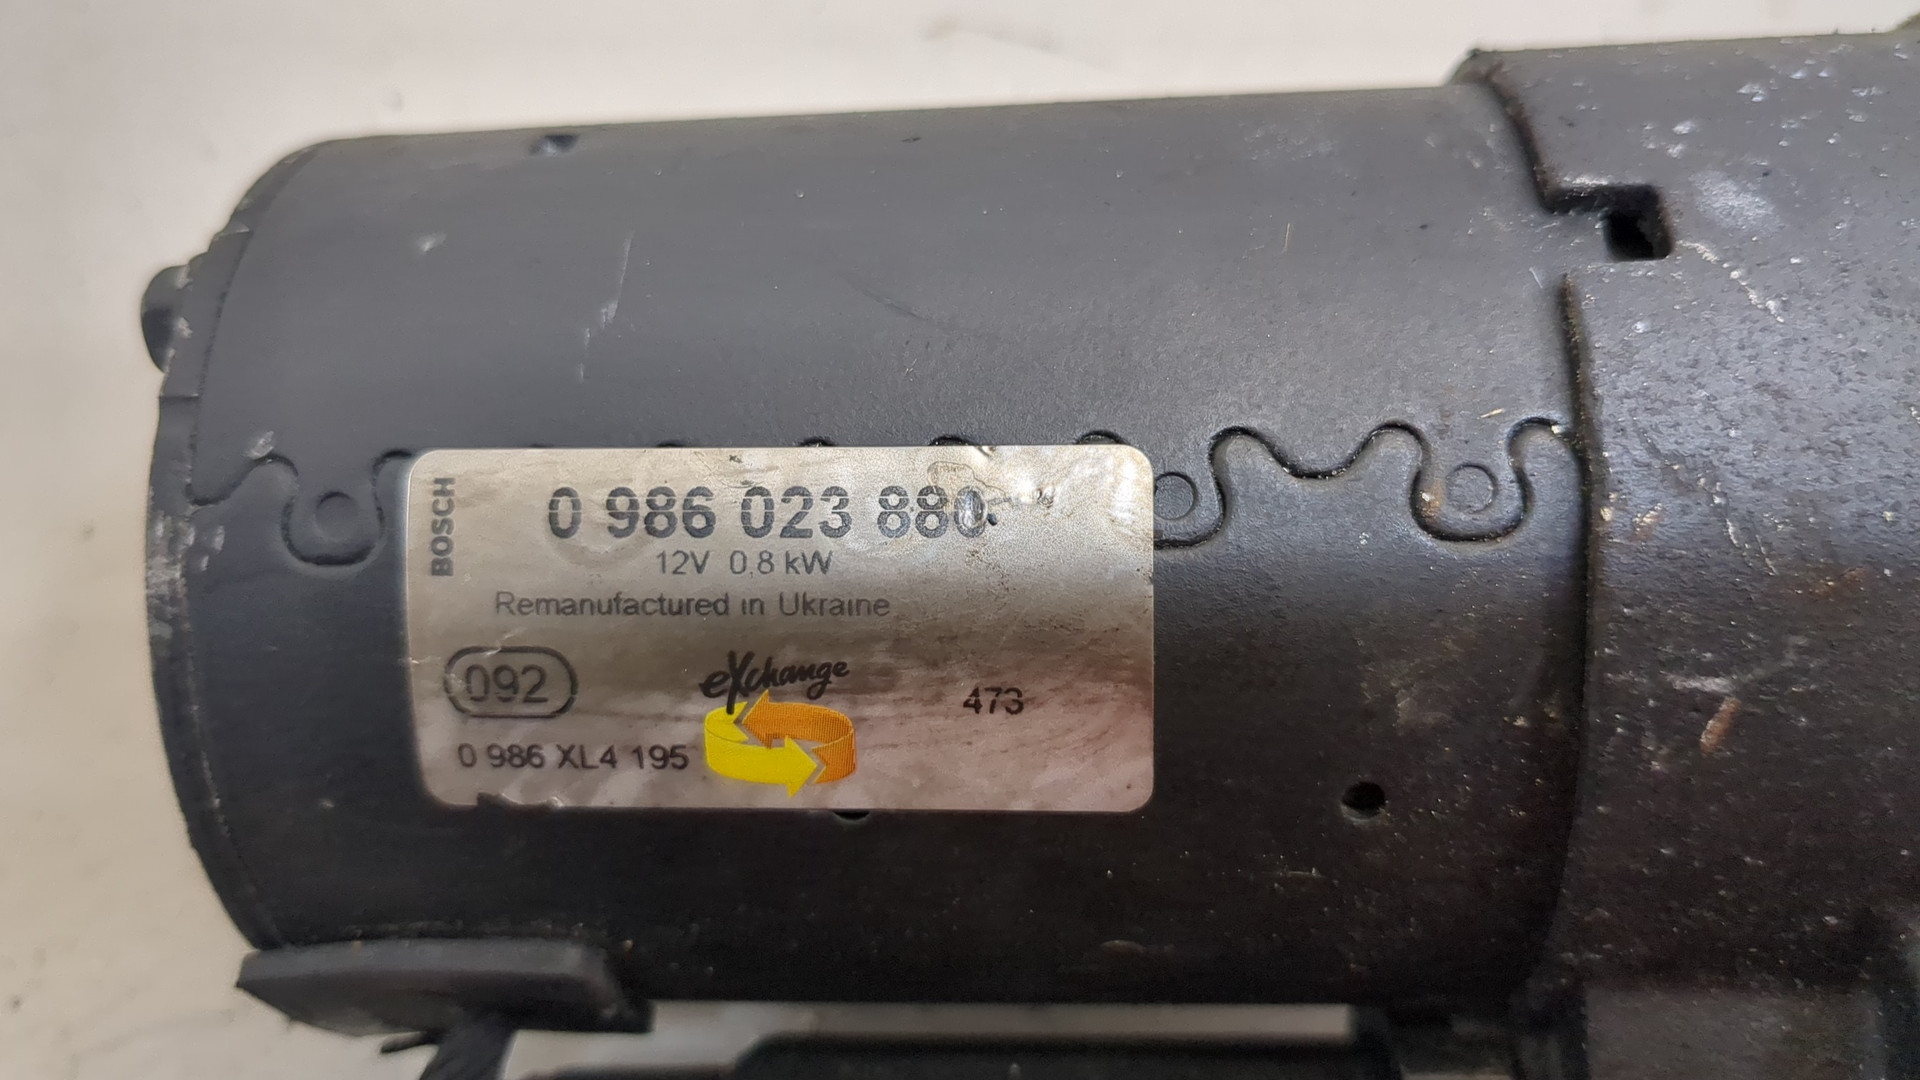 BOSCH
0 986 023 880
12V 0,8 kW
Remanufactured in Ukraine
092
eXchange
473
0 986 XL4 195